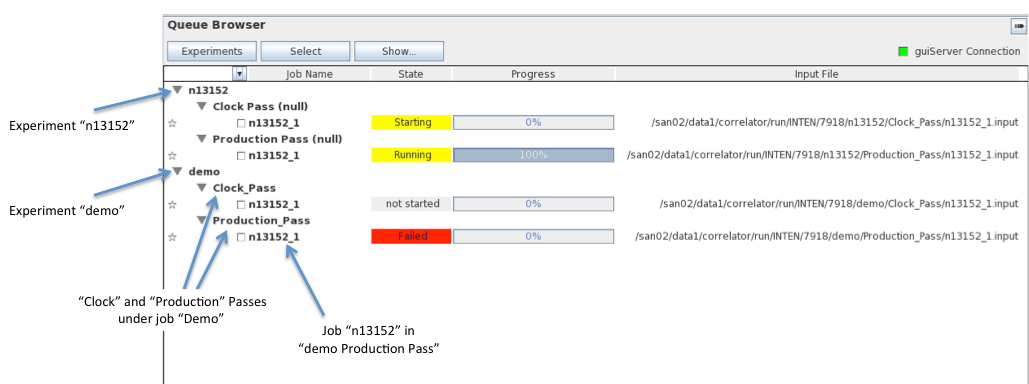 Queue Browser
Experiments Select Show... guiServer Connection
Job Name State Progress Input File
n13152
Clock Pass (null)
n13152_1 Starting 0% /san02/data1/correlator/run/INTEN/7918/n13152/Clock_Pass/n13152_1.input
Experiment “n13152”
Production Pass (null)
n13152_1 Running 100% /san02/data1/correlator/run/INTEN/7918/n13152/Production_Pass/n13152_1.input
demo
Clock_Pass
n13152_1 not started 0% /san02/data1/correlator/run/INTEN/7918/demo/Clock_Pass/n13152_1.input
Experiment “demo”
Production_Pass
n13152_1 Failed 0% /san02/data1/correlator/run/INTEN/7918/demo/Production_Pass/n13152_1.input
“Clock” and “Production” Passes
under job “Demo”
Job “n13152” in
“demo Production Pass”